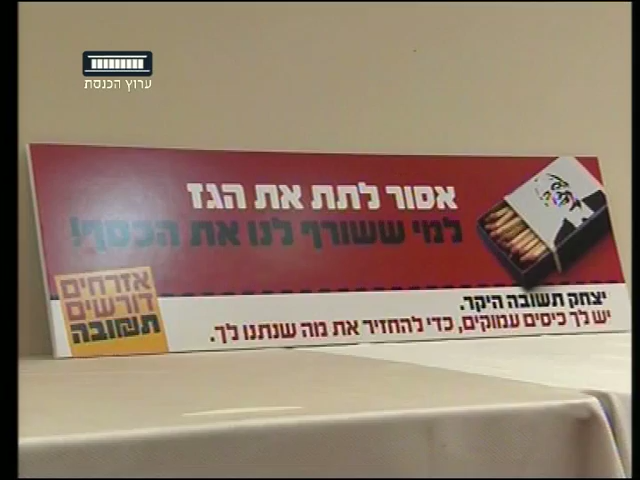 ערוץ הכנסת
אסור לתת את הגז
למי ששורף לנו את הכסף!
אזרחים
דורשים
תשובה
יצחק תשובה היקר.
יש לך כיסים עמוקים, כדי להחזיר את מה שנתנו לך.